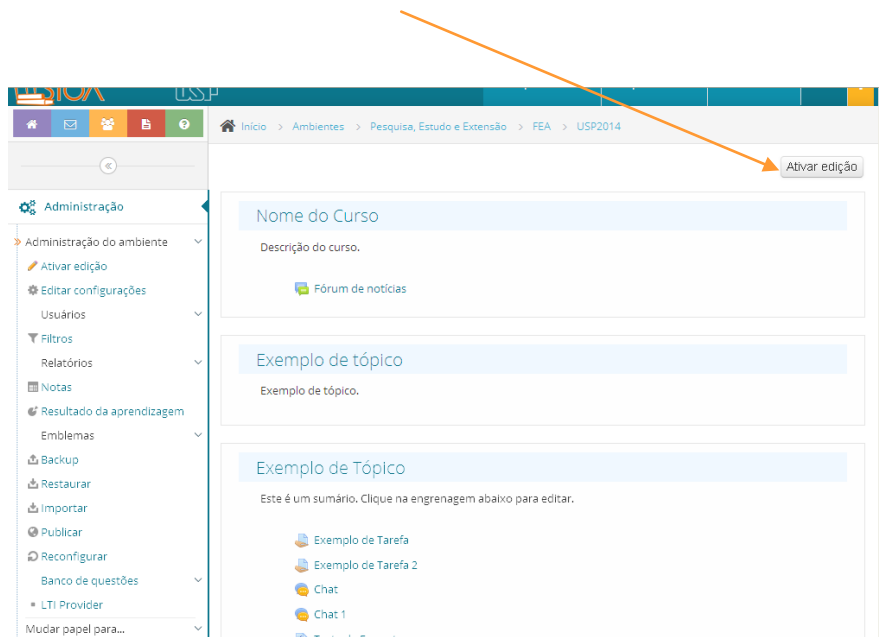 USP
Início > Ambientes > Pesquisa, Estudo e Extensão > FEA > USP2014
Ativar edição
Administração
Administração do ambiente
Ativar edição
Editar configurações
Usuários
Filtros
Relatórios
Notas
Resultado da aprendizagem
Emblemas
Backup
Restaurar
Importar
Publicar
Reconfigurar
Banco de questões
LTI Provider
Mudar papel para...
Nome do Curso
Descrição do curso.
Fórum de notícias
Exemplo de tópico
Exemplo de tópico.
Exemplo de Tópico
Este é um sumário. Clique na engrenagem abaixo para editar.
Exemplo de Tarefa
Exemplo de Tarefa 2
Chat
Chat 1